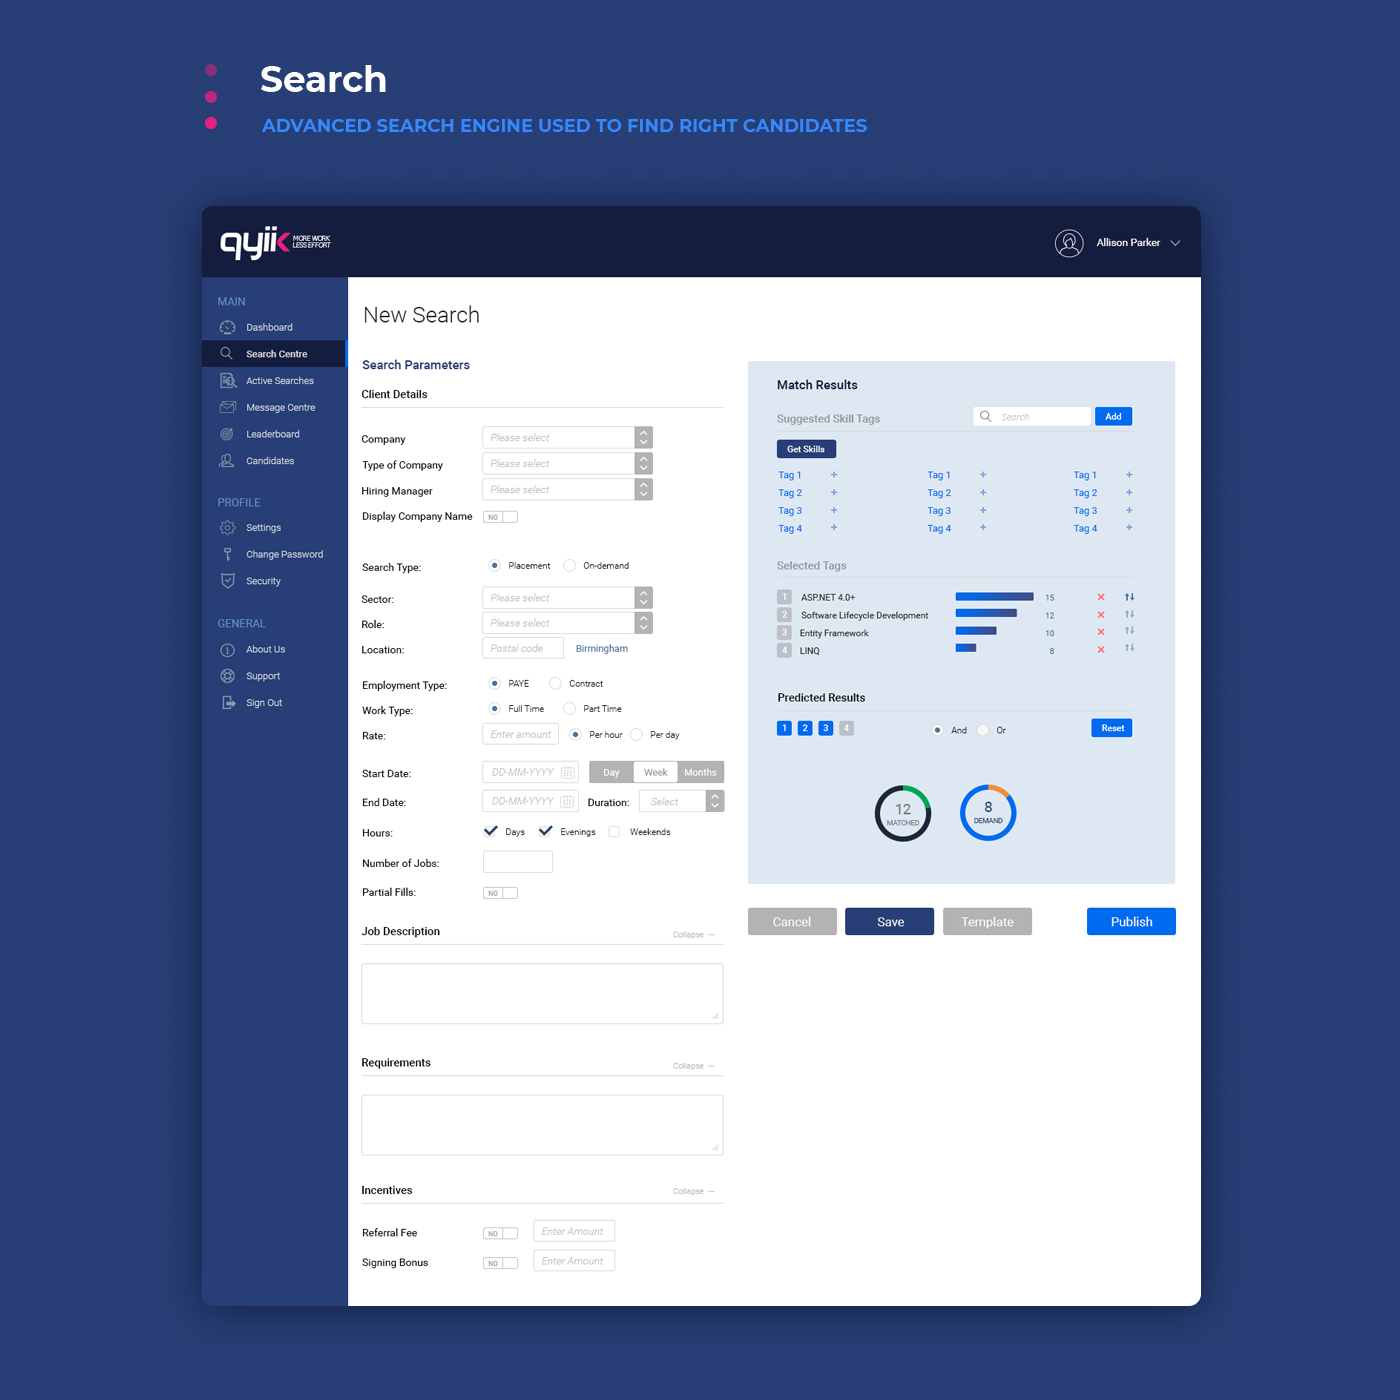 Search
ADVANCED SEARCH ENGINE USED TO FIND RIGHT CANDIDATES
qyiik MORE WORK
LESS EFFORT
Allison Parker
MAIN
Dashboard
Search Centre
Active Searches
Message Centre
Leaderboard
Candidates
PROFILE
Settings
Change Password
Security
GENERAL
About Us
Support
Sign Out
New Search
Search Parameters
Client Details
Company Please select
Type of Company Please select
Hiring Manager Please select
Display Company Name NO
Search Type: Placement On-demand
Sector: Please select
Role: Please select
Location: Postal code Birmingham
Employment Type: PAYE Contract
Work Type: Full Time Part Time
Rate: Enter amount Per hour Per day
Start Date: DD-MM-YYYY Day Week Months
End Date: DD-MM-YYYY Duration: Select
Hours: Days Evenings Weekends
Number of Jobs:
Partial Fills: NO
Job Description Collapse —
Requirements Collapse —
Incentives Collapse —
Referral Fee NO Enter Amount
Signing Bonus NO Enter Amount
Match Results
Suggested Skill Tags Search Add
Get Skills
Tag 1 + Tag 1 + Tag 1 +
Tag 2 + Tag 2 + Tag 2 +
Tag 3 + Tag 3 + Tag 3 +
Tag 4 + Tag 4 + Tag 4 +
Selected Tags
1 ASP.NET 4.0+ 15
2 Software Lifecycle Development 12
3 Entity Framework 10
4 LINQ 8
Predicted Results
1 2 3 4 And Or Reset
12 MATCHED
8 DEMAND
Cancel Save Template Publish